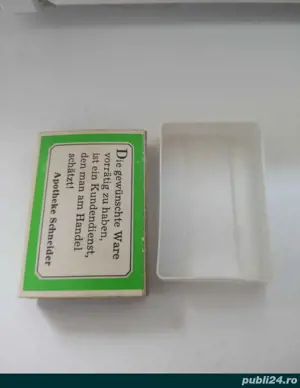 Die gewünschte Ware
vorrätig zu haben,
ist ein Kundendienst,
den man am Handel
schätzt!
Apotheke Schneider
publi24.ro